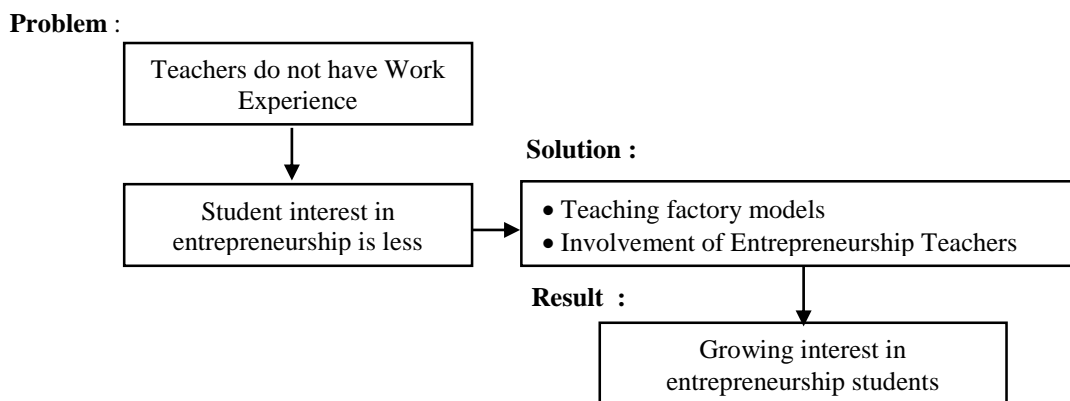 Problem :
Teachers do not have Work
Experience
Student interest in
entrepreneurship is less
Solution :
• Teaching factory models
• Involvement of Entrepreneurship Teachers
Result :
Growing interest in
entrepreneurship students